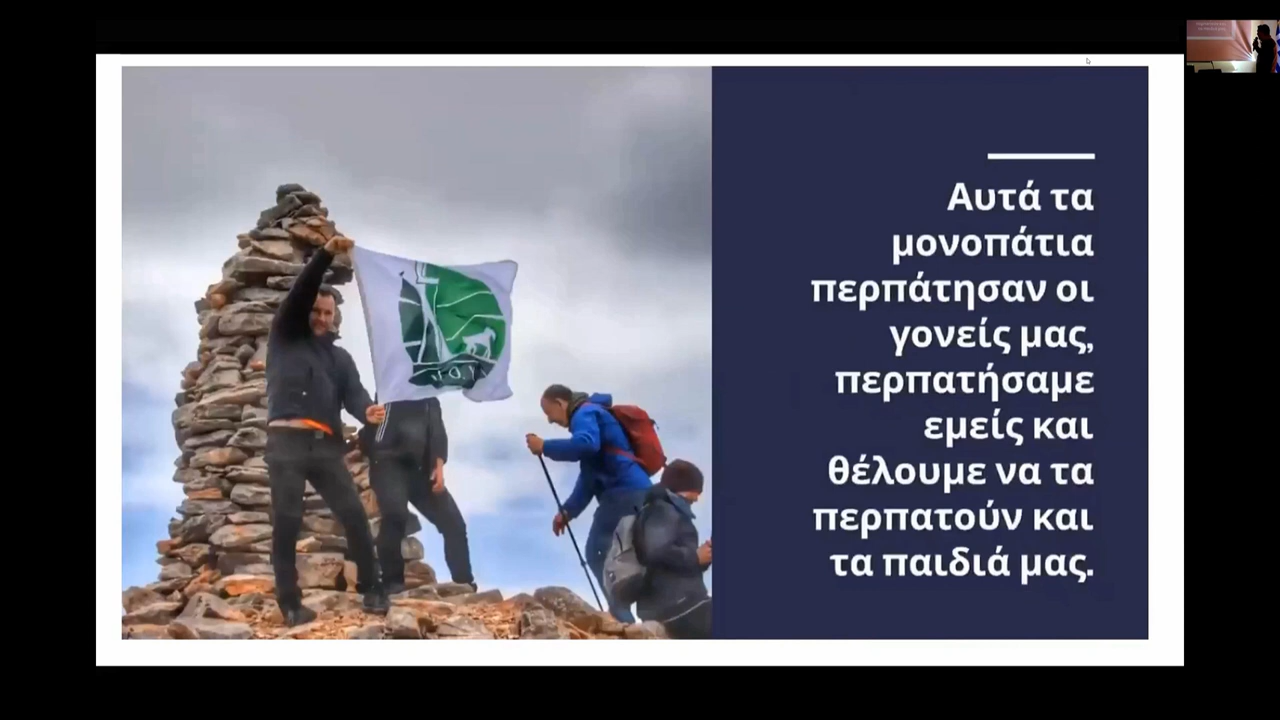 Αυτά τα
μονοπάτια
περπάτησαν οι
γονείς μας,
περπατήσαμε
εμείς και
θέλουμε να τα
περπατούν και
τα παιδιά μας.